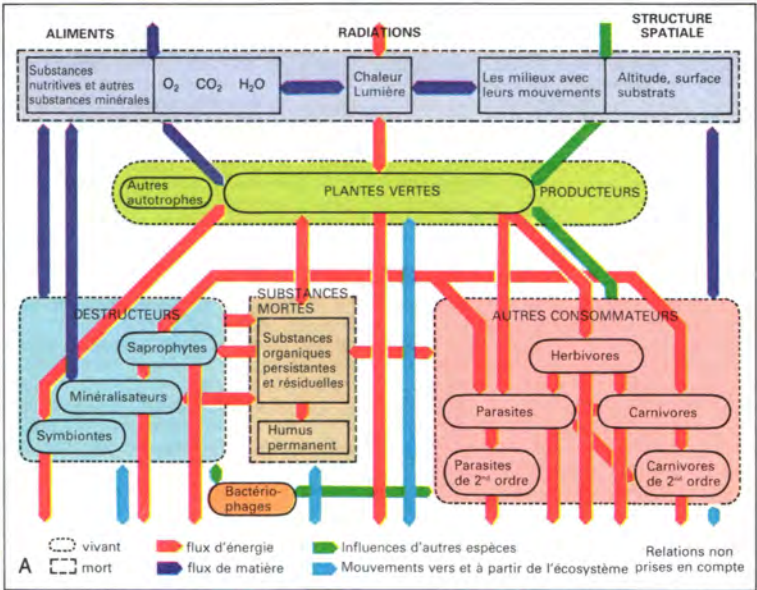 ALIMENTS
RADIATIONS
STRUCTURE
SPATIALE
Substances
nutritives et autres
substances minérales
O₂ CO₂ H₂O
Chaleur
Lumière
Les milieux avec
leurs mouvements
Altitude, surface
substrats
Autres
autotrophes
PLANTES VERTES
PRODUCTEURS
DESTRUCTEURS
SUBSTANCES
MORTES
AUTRES CONSOMMATEURS
Saprophytes
Substances
organiques
persistantes
et résiduelles
Herbivores
Minéralisateurs
Parasites
Carnivores
Symbiontes
Humus
permanent
Parasites
de 2nd ordre
Carnivores
de 2nd ordre
Bactério-
phages
vivant
flux d'énergie
Influences d'autres espèces
Relations non
prises en compte
A
mort
flux de matière
Mouvements vers et à partir de l'écosystème